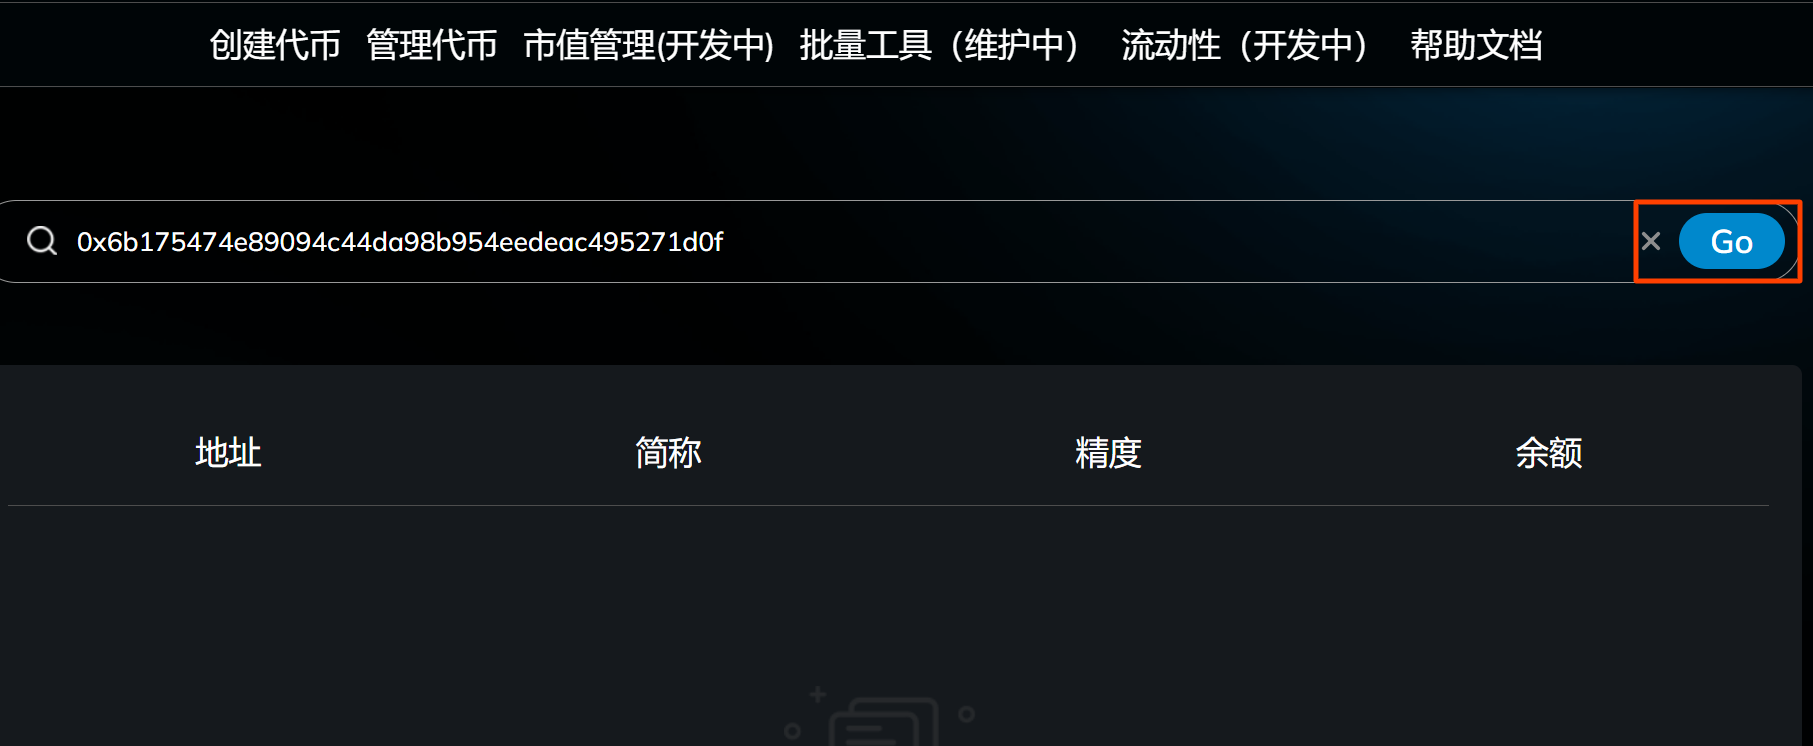 创建代币 管理代币 市值管理(开发中) 批量工具（维护中） 流动性（开发中） 帮助文档
0x6b175474e89094c44da98b954eedeac495271d0f × Go
地址 简称 精度 余额